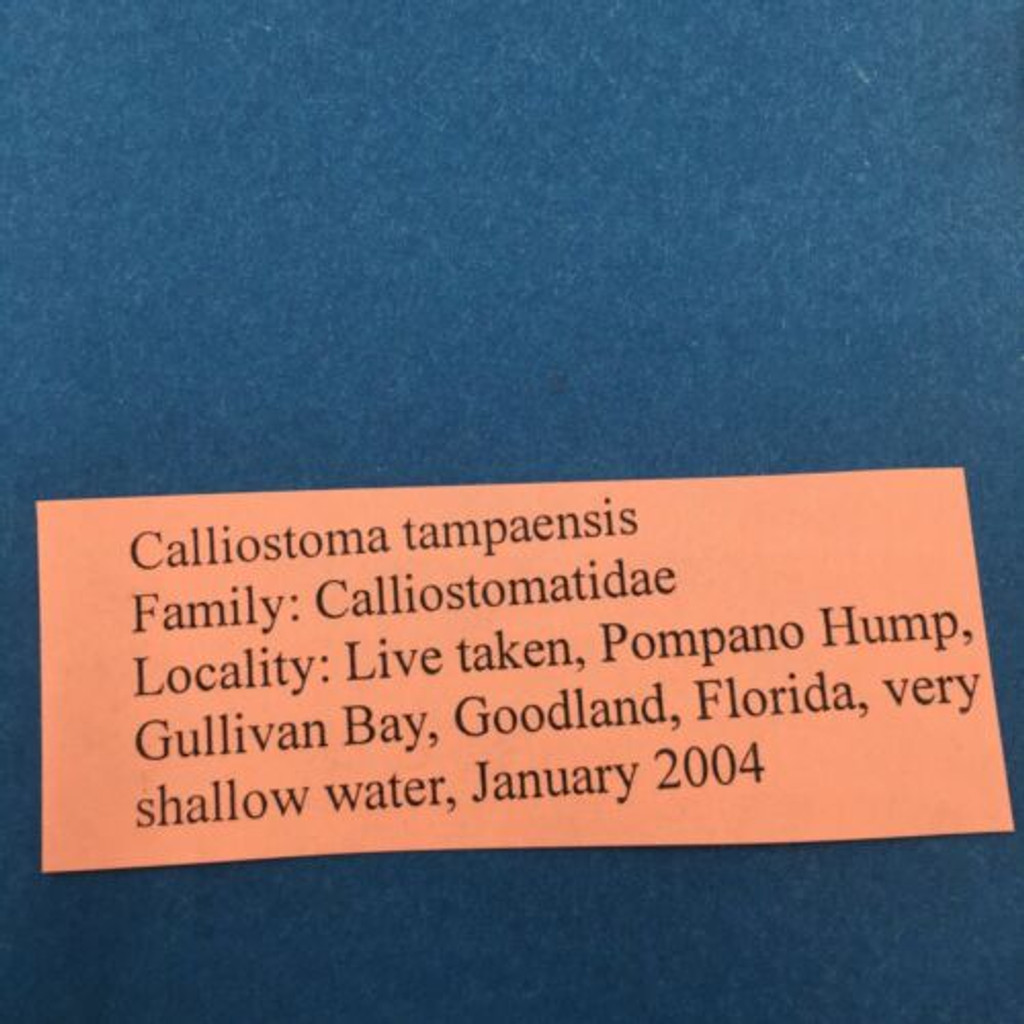 Calliostoma tampaensis
Family: Calliostomatidae
Locality: Live taken, Pompano Hump,
Gullivan Bay, Goodland, Florida, very
shallow water, January 2004